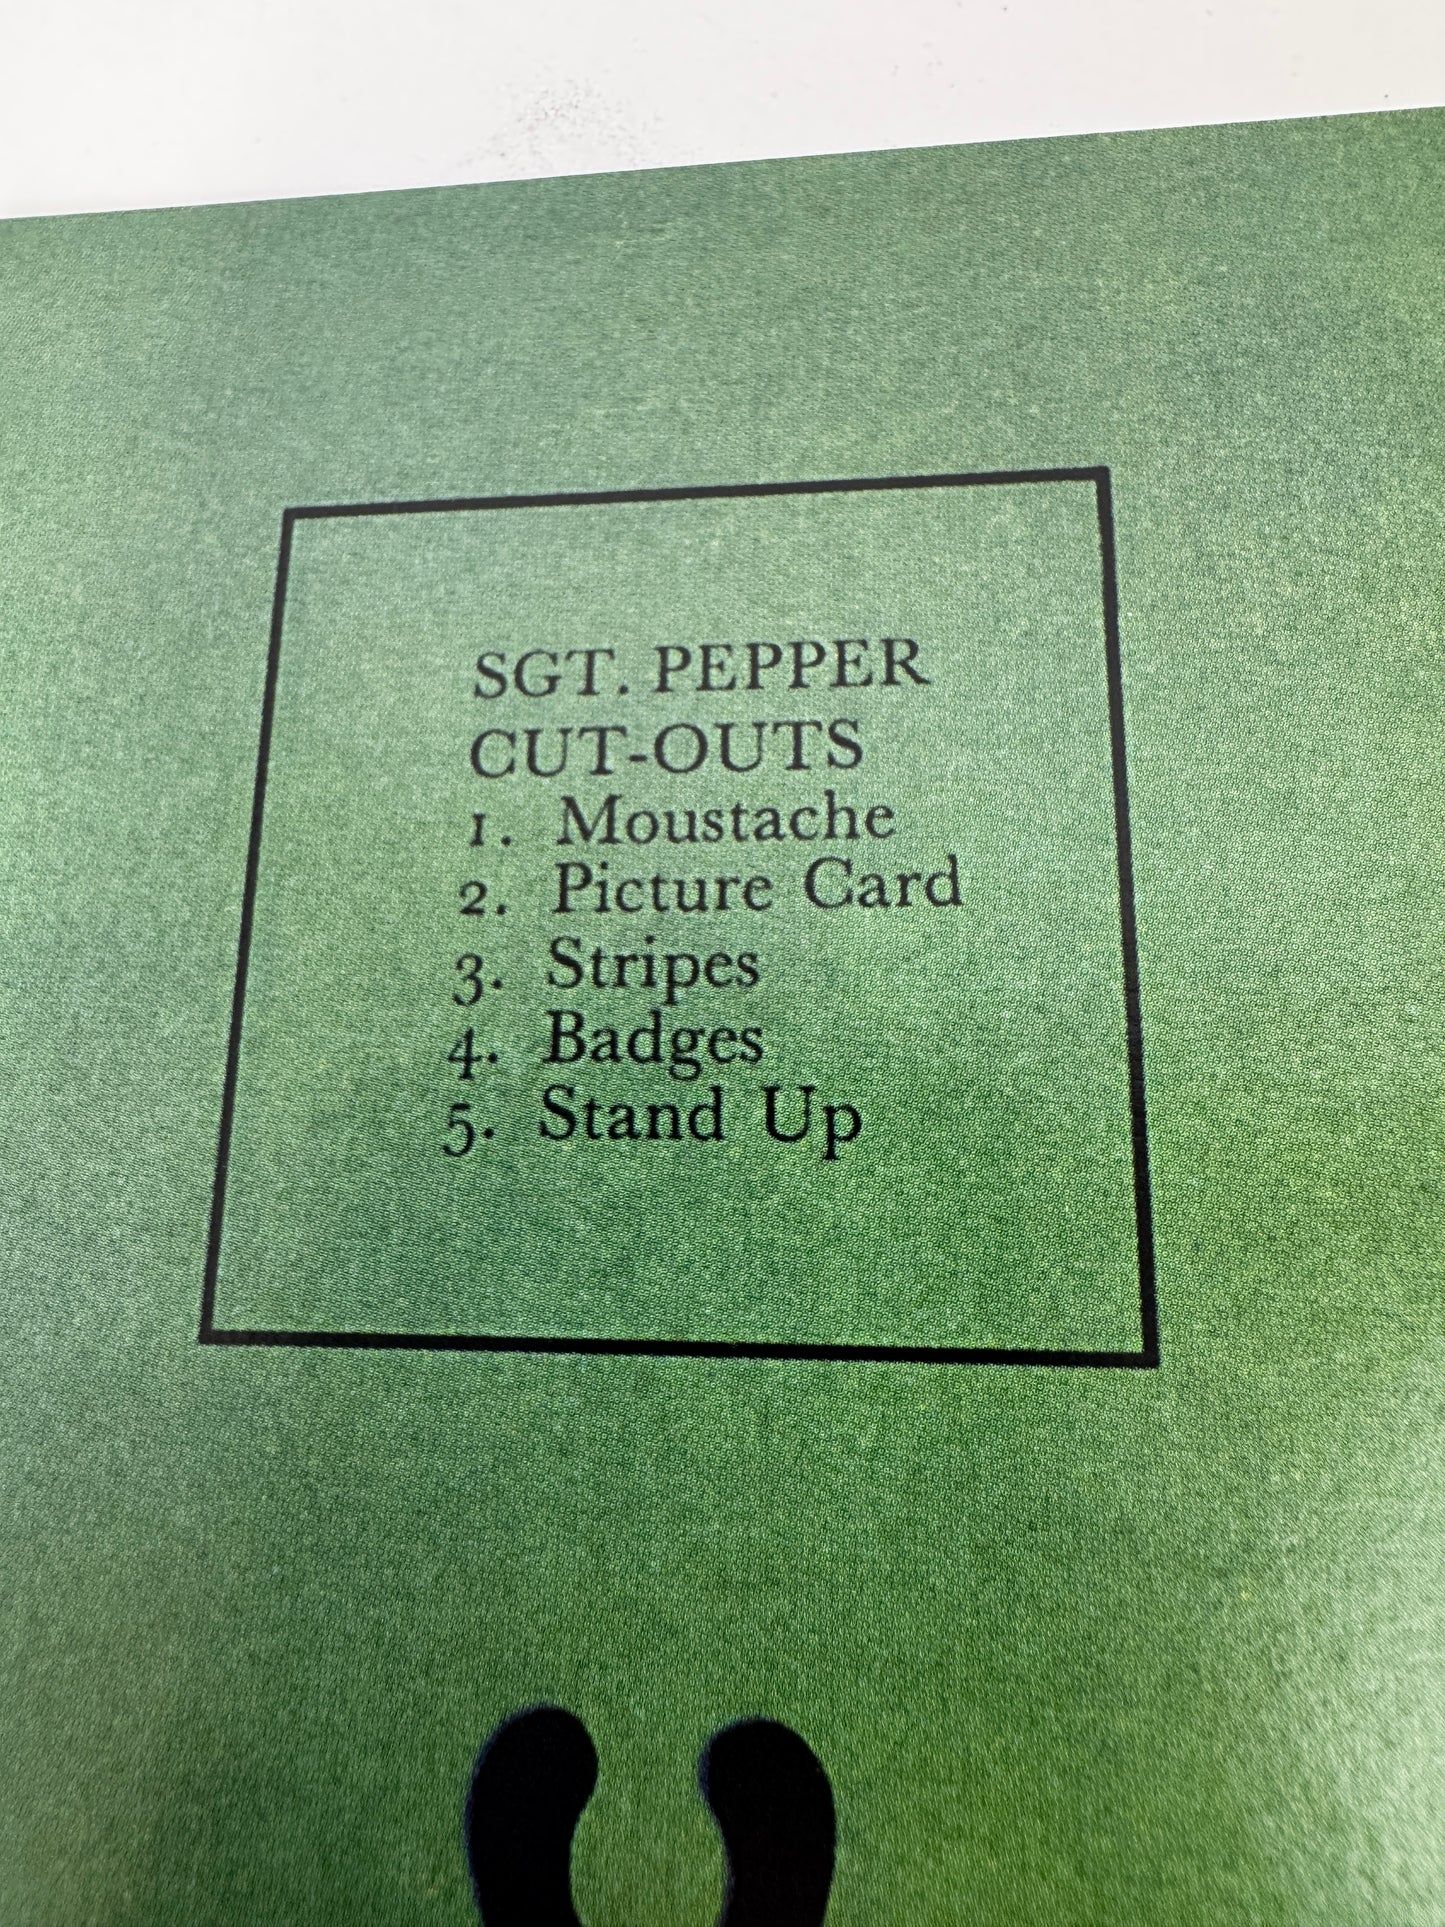 SGT. PEPPER
CUT-OUTS
1. Moustache
2. Picture Card
3. Stripes
4. Badges
5. Stand Up